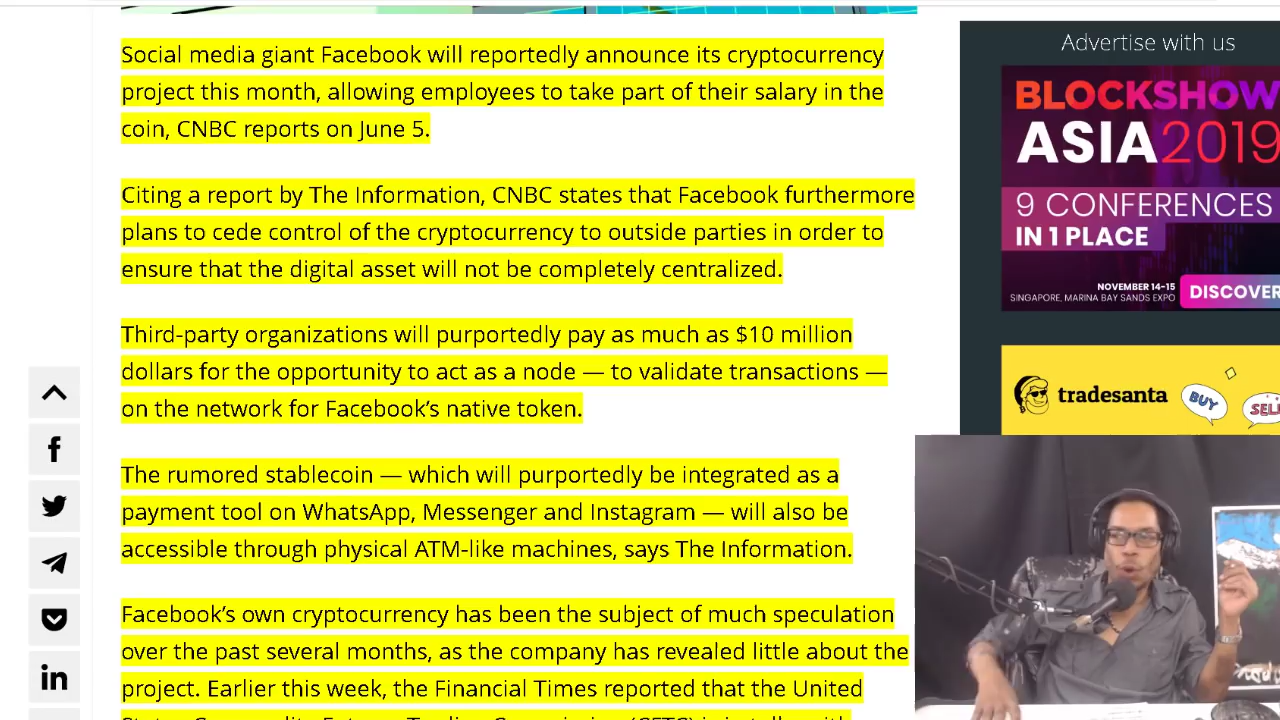 Social media giant Facebook will reportedly announce its cryptocurrency
project this month, allowing employees to take part of their salary in the
coin, CNBC reports on June 5.
Citing a report by The Information, CNBC states that Facebook furthermore
plans to cede control of the cryptocurrency to outside parties in order to
ensure that the digital asset will not be completely centralized.
Third-party organizations will purportedly pay as much as $10 million
dollars for the opportunity to act as a node — to validate transactions —
on the network for Facebook’s native token.
The rumored stablecoin — which will purportedly be integrated as a
payment tool on WhatsApp, Messenger and Instagram — will also be
accessible through physical ATM-like machines, says The Information.
Facebook’s own cryptocurrency has been the subject of much speculation
over the past several months, as the company has revealed little about the
project. Earlier this week, the Financial Times reported that the United
Advertise with us
BLOCKSHOW
ASIA2019
9 CONFERENCES
IN 1 PLACE
NOVEMBER 14-15
SINGAPORE, MARINA BAY SANDS EXPO
DISCOVER
tradesanta
BUY
SELL